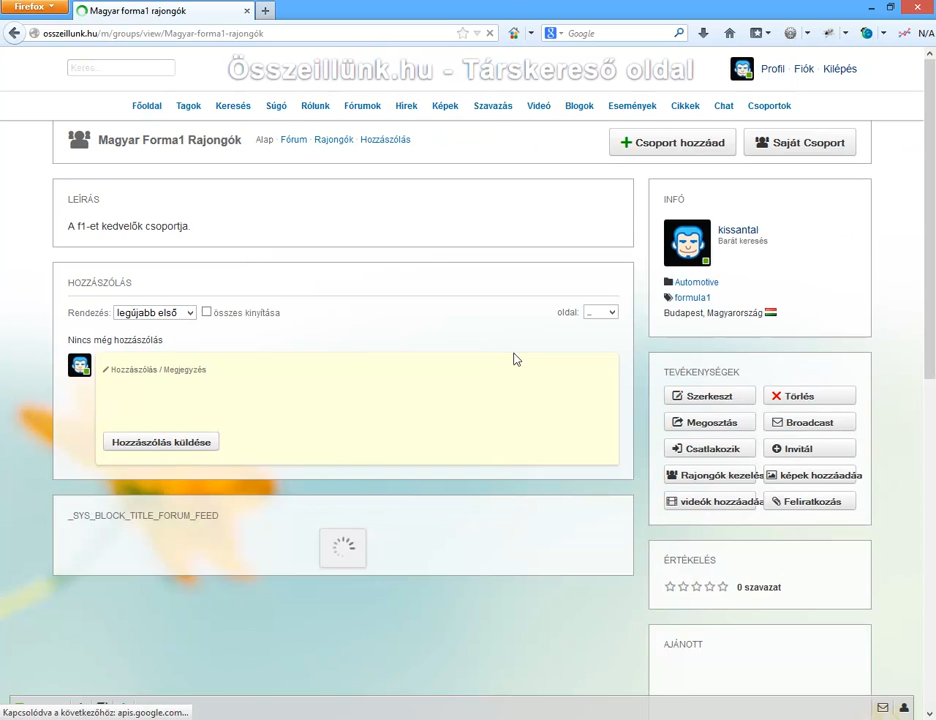 Firefox
Magyar Forma1 rajongók
osszeillunk.hu/m/groups/view/Magyar-forma1-rajongók
Google
N/A
Keres...
Összeillünk.hu - Társkereső oldal
Profil Fiók Kilépés
Főoldal Tagok Keresés Súgó Rólunk Fórumok Hírek Képek Szavazás Videó Blogok Események Cikkek Chat Csoportok
Magyar Forma1 Rajongók
Alap · Fórum · Rajongók · Hozzászólás
Csoport hozzáad
Saját Csoport
LEÍRÁS
A f1-et kedvelők csoportja.
INFÓ
kissantal
Barát keresés
Automotive
formula1
Budapest, Magyarország
HOZZÁSZÓLÁS
Rendezés: legújabb első összes kinyítása
oldal: _
Nincs még hozzászólás
Hozzászólás / Megjegyzés
Hozzászólás küldése
TEVÉKENYSÉGEK
Szerkeszt Törlés
Megosztás Broadcast
Csatlakozik Invitál
Rajongók kezelés képek hozzáadá
videók hozzáadá Feliratkozás
_SYS_BLOCK_TITLE_FORUM_FEED
ÉRTÉKELÉS
0 szavazat
AJÁNOTT
Kapcsolódva a következőhöz: apis.google.com...